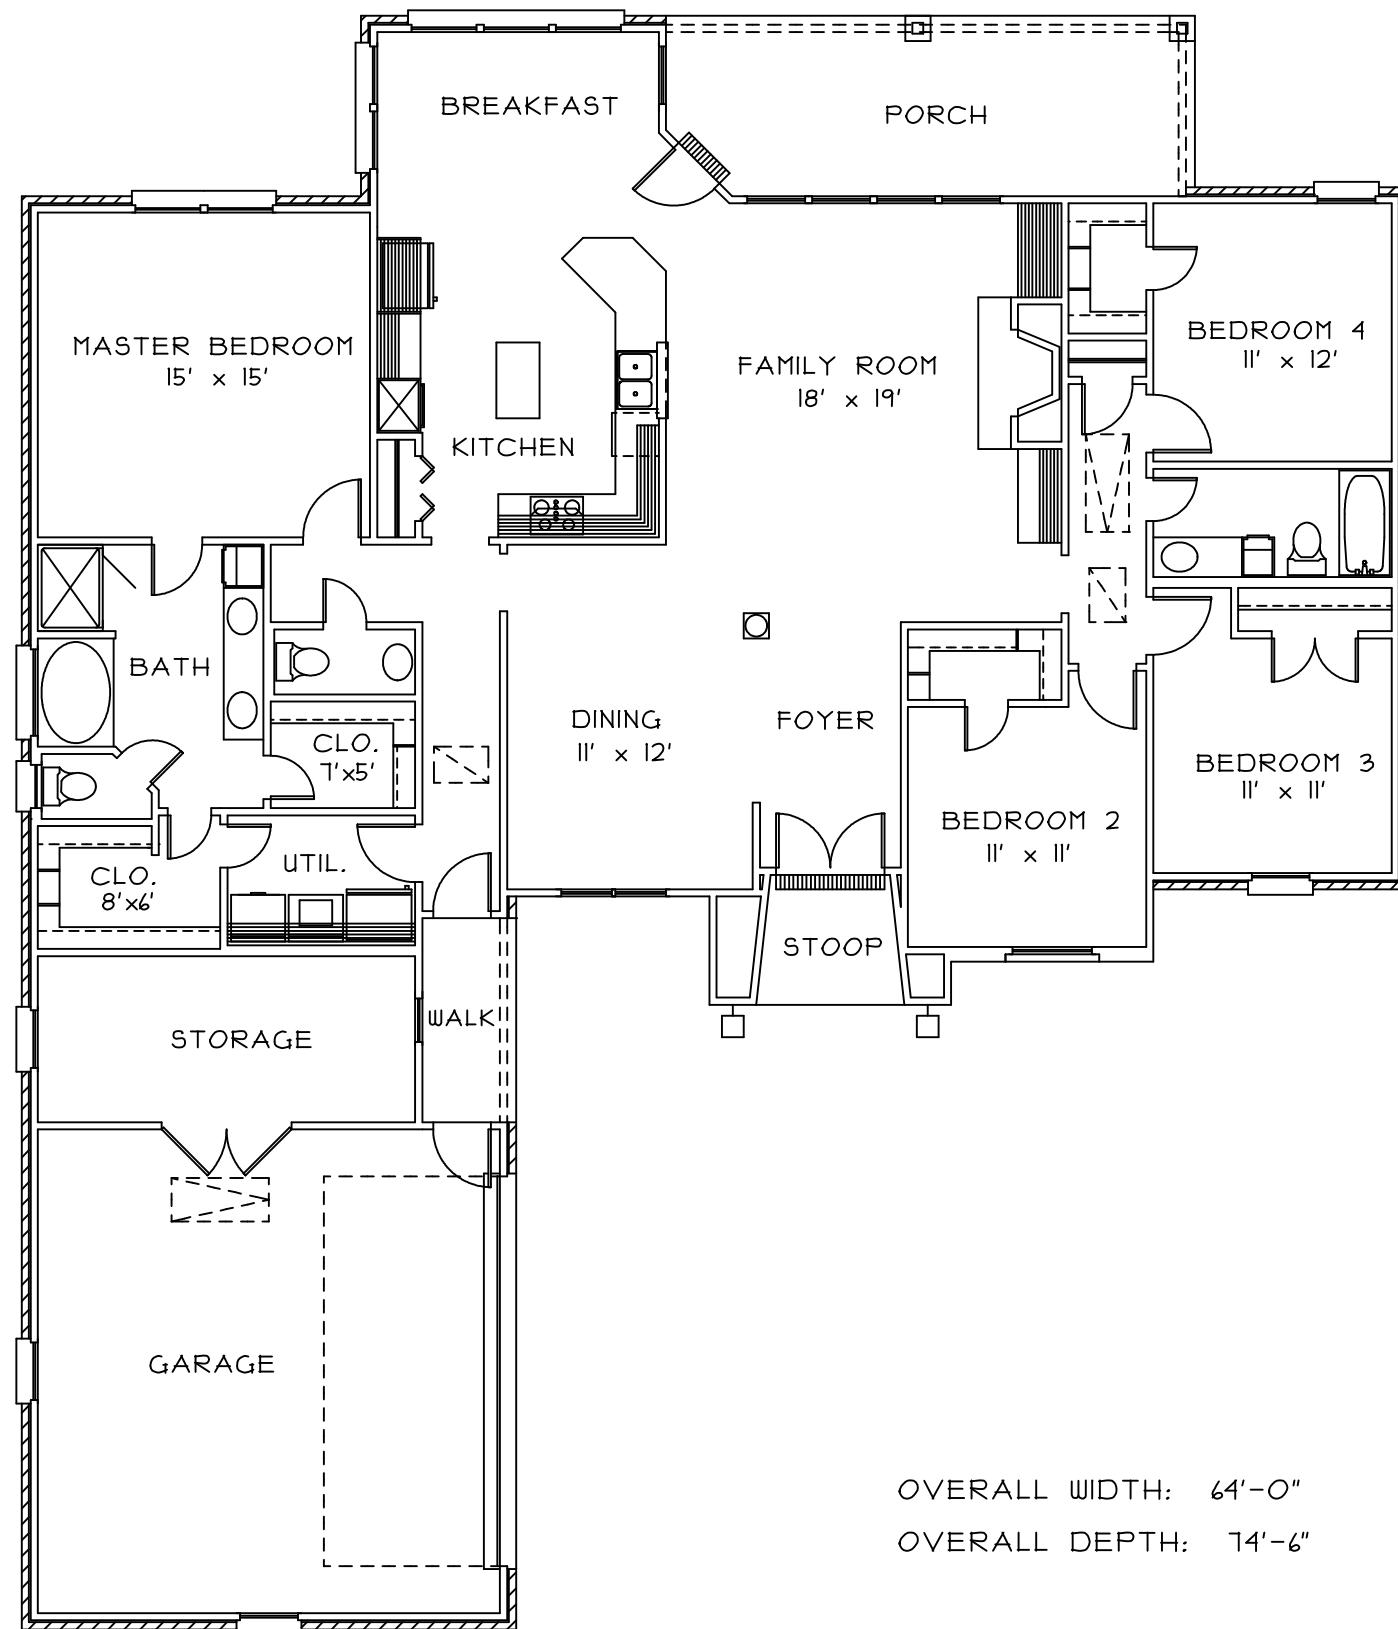 BREAKFAST
PORCH
MASTER BEDROOM
15' x 15'
BEDROOM 4
11' x 12'
FAMILY ROOM
18' x 19'
KITCHEN
BATH
DINING
11' x 12'
FOYER
CLO.
7'x5'
BEDROOM 3
11' x 11'
BEDROOM 2
11' x 11'
UTIL.
CLO.
8'x6'
STOOP
WALK
STORAGE
GARAGE
OVERALL WIDTH: 64'-0"
OVERALL DEPTH: 74'-6"